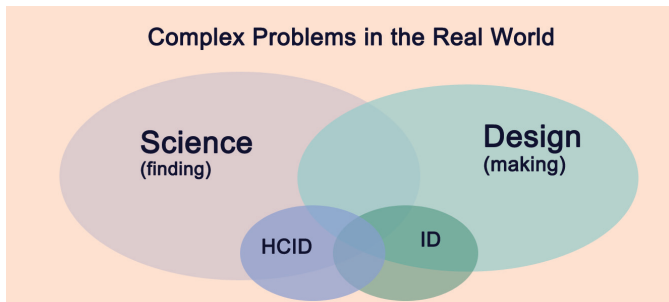 Complex Problems in the Real World
Science
(finding)
Design
(making)
HCID
ID